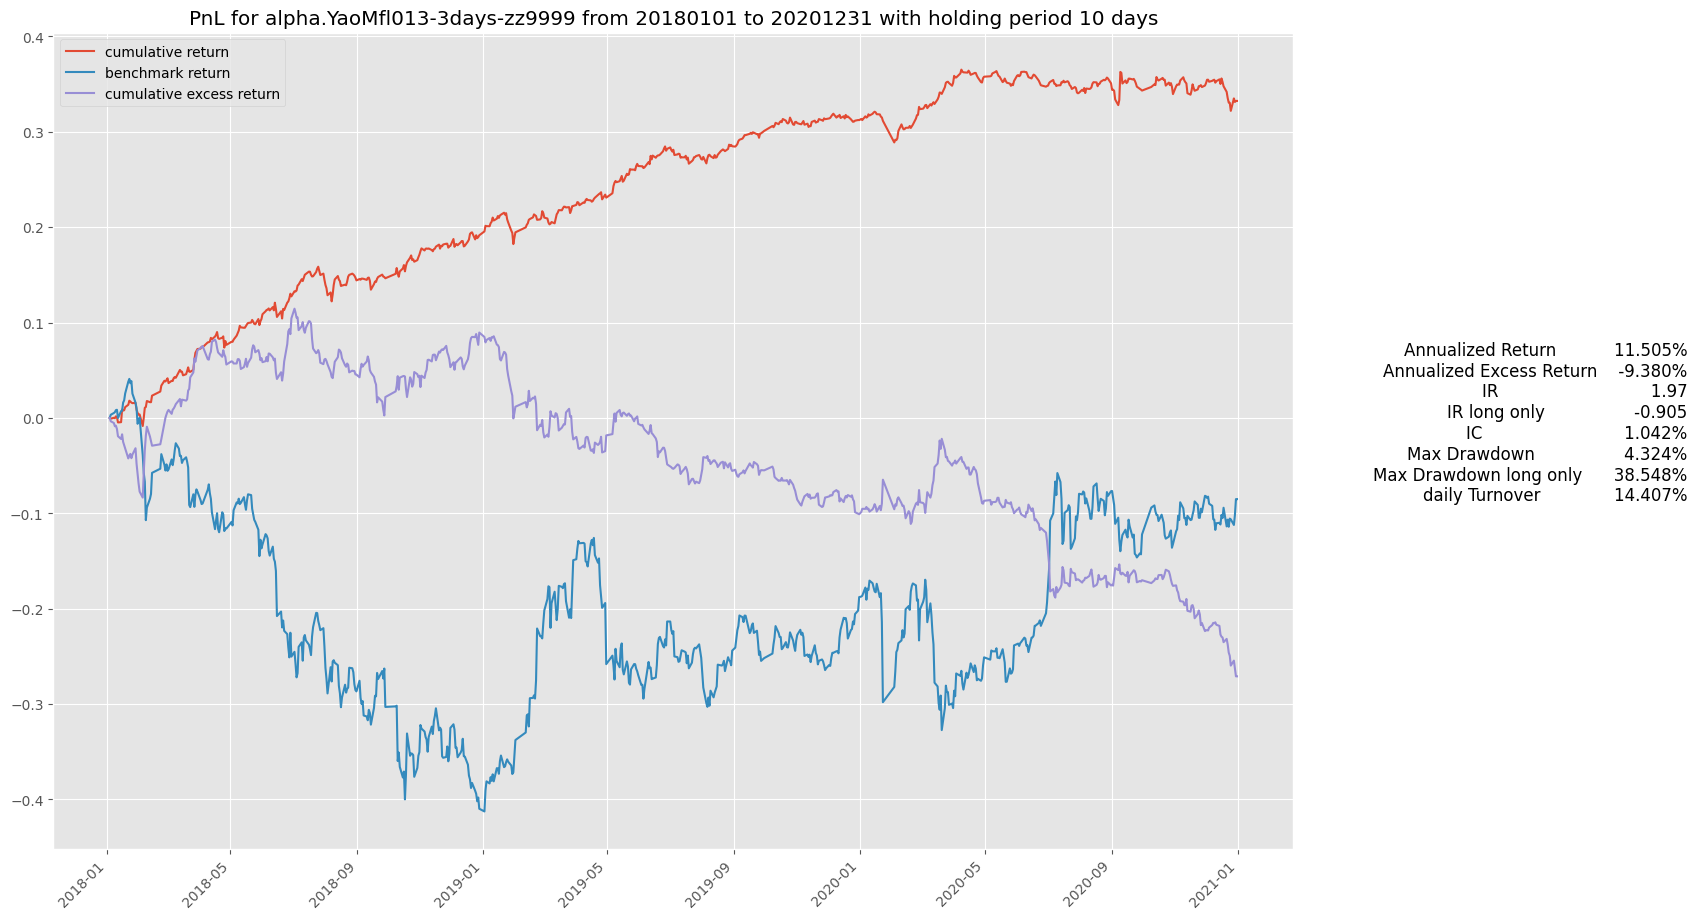 PnL for alpha.YaoMfl013-3days-zz9999 from 20180101 to 20201231 with holding period 10 days
cumulative return
benchmark return
cumulative excess return
0.4
0.3
0.2
0.1
0.0
−0.1
−0.2
−0.3
−0.4
2018-01
2018-05
2018-09
2019-01
2019-05
2019-09
2020-01
2020-05
2020-09
2021-01
Annualized Return 11.505%
Annualized Excess Return -9.380%
IR 1.97
IR long only -0.905
IC 1.042%
Max Drawdown 4.324%
Max Drawdown long only 38.548%
daily Turnover 14.407%